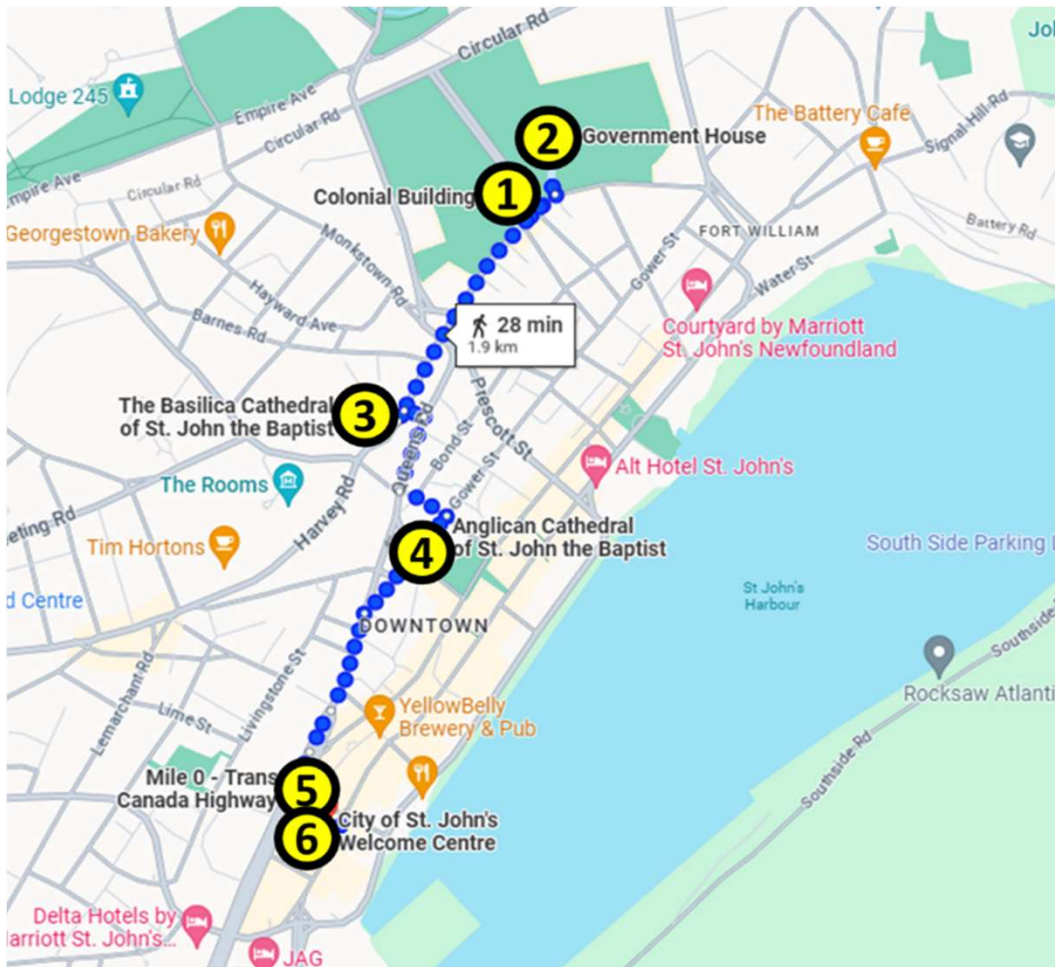 Joh
Circular Rd
Lodge 245
Empire Ave
Circular Rd
2
Government House
The Battery Cafe
Signal Hill Rd
Empire Ave
Circular Rd
Colonial Building
1
Battery Rd
Georgestown Bakery
Monkstown Rd
Gower St
FORT WILLIAM
Water St
Hayward Ave
Barnes Rd
28 min
1.9 km
Courtyard by Marriott
St. John's Newfoundland
The Basilica Cathedral
of St. John the Baptist
3
Queens Rd
Prescott St
Bond St
Gower St
Alt Hotel St. John's
The Rooms
Harvey Rd
eting Rd
Tim Hortons
4
Anglican Cathedral
of St. John the Baptist
South Side Parking L
d Centre
St John's
Harbour
DOWNTOWN
Southside
Rocksaw Atlanti
Lemarchant Rd
Livingstone St
Lime St
YellowBelly
Brewery & Pub
Southside Rd
Mile 0 - Trans
Canada Highway
5
6
City of St. John's
Welcome Centre
Delta Hotels by
arriott St. John's...
JAG